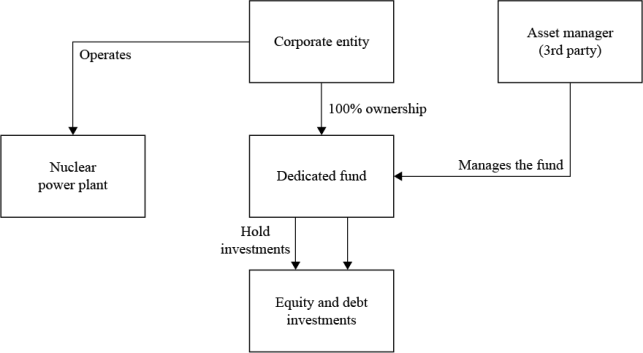 Corporate entity
Asset manager
(3rd party)
Operates
100% ownership
Nuclear
power plant
Dedicated fund
Manages the fund
Hold
investments
Equity and debt
investments